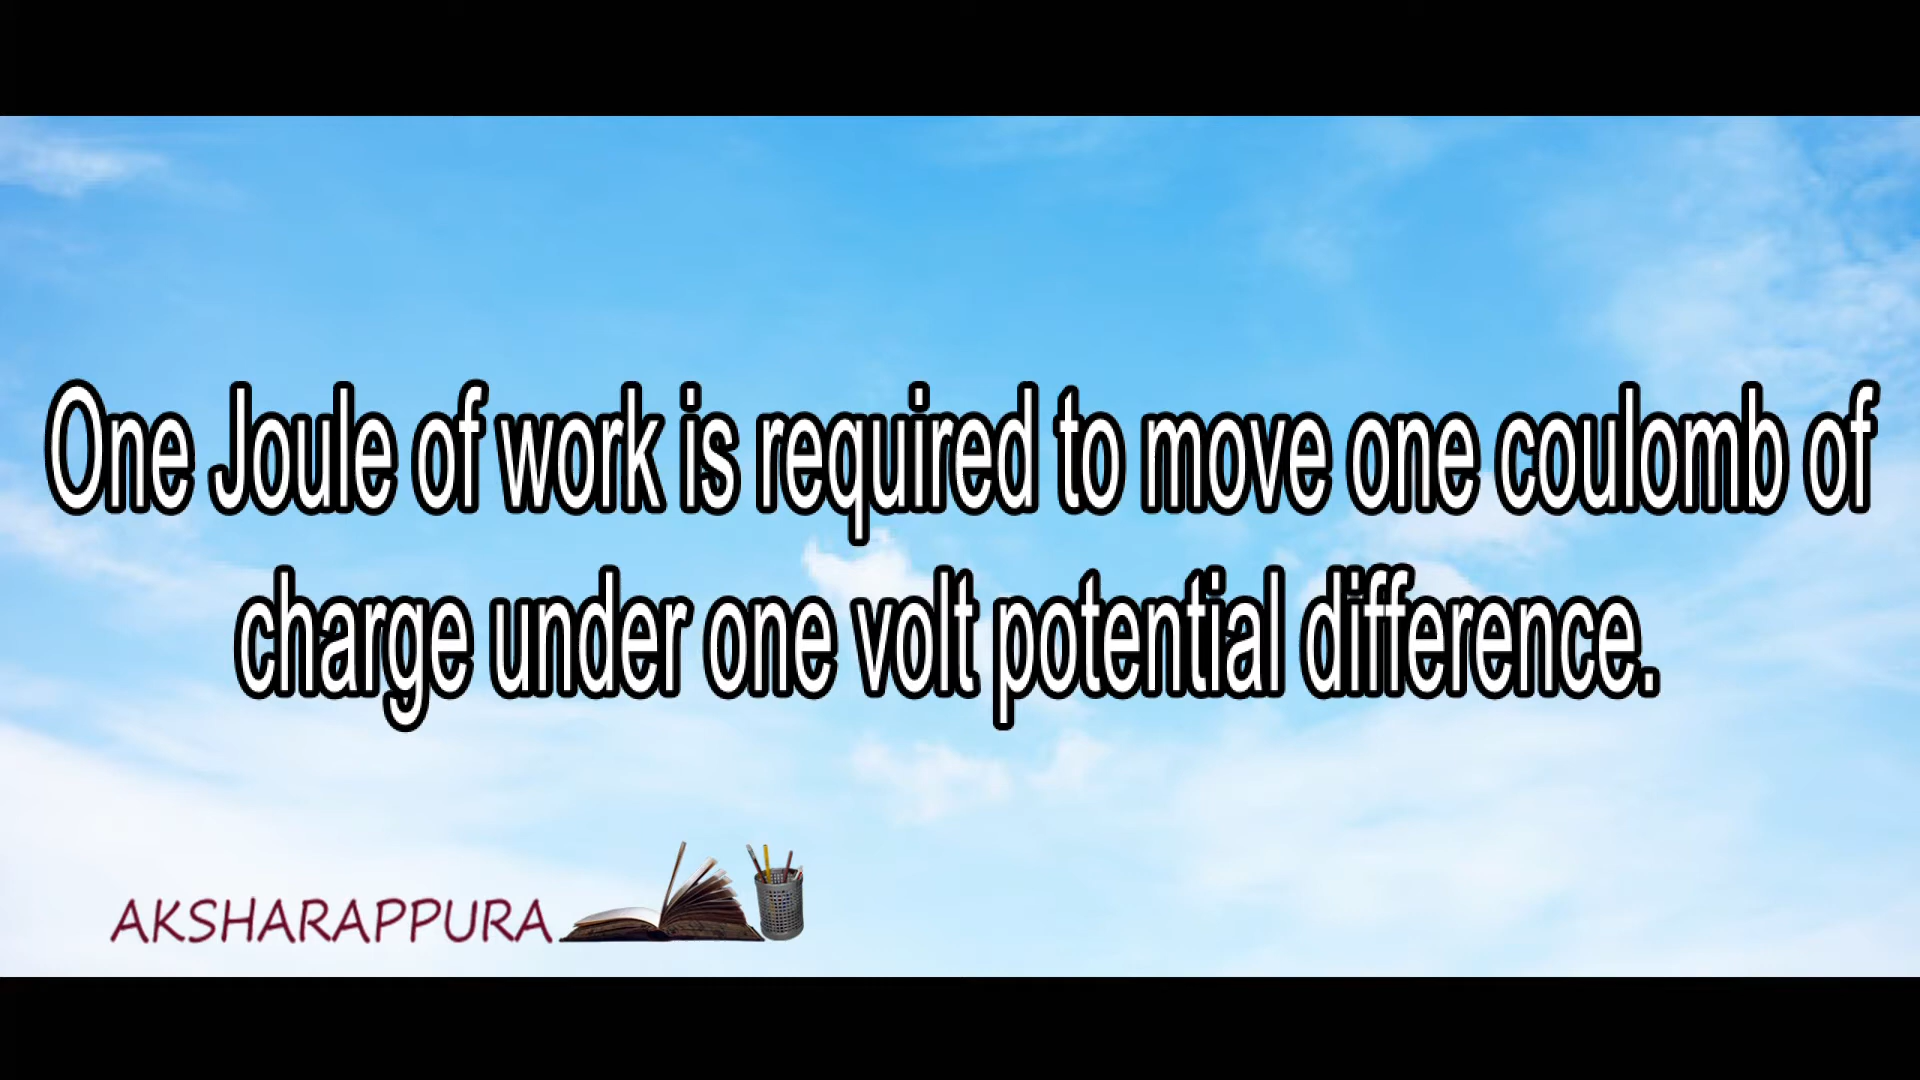 One Joule of work is required to move one coulomb of
charge under one volt potential difference.
AKSHARAPPURA